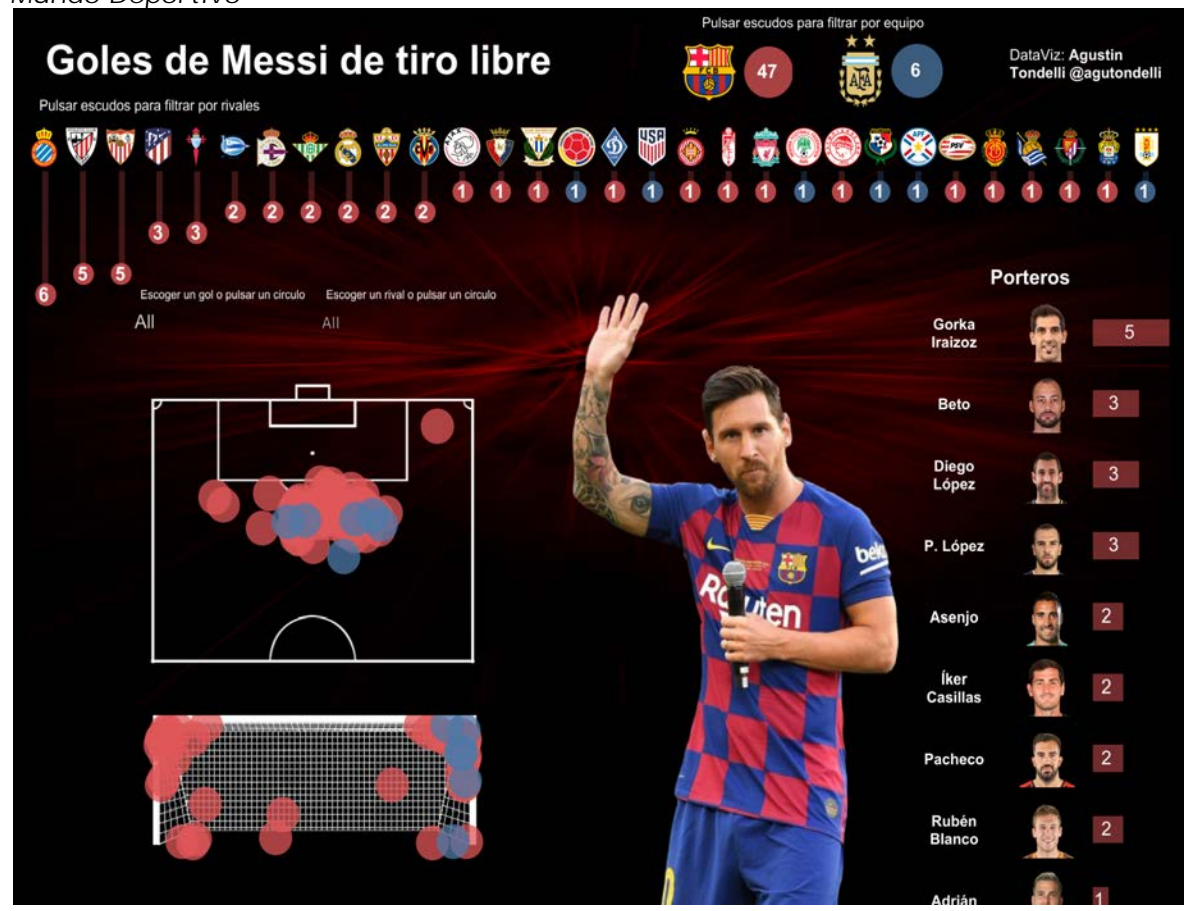 Mundo Deportivo
Pulsar escudos para filtrar por equipo
Goles de Messi de tiro libre
FCB
47
AFA
6
DataViz: Agustin
Tondelli @agutondelli
Pulsar escudos para filtrar por rivales
USA
APF
PSV
1 1 1 1 1 1 1 1 1 1 1 1 1 1 1 1 1 1 1
2 2 2 2 2 2
3 3
5 5
6
Escoger un gol o pulsar un circulo
Escoger un rival o pulsar un circulo
All
All
Porteros
Gorka
Iraizoz
5
Beto
3
Diego
López
3
P. López
3
Asenjo
2
Íker
Casillas
2
Pacheco
2
Rubén
Blanco
2
Adrián
1
beko
Rakuten